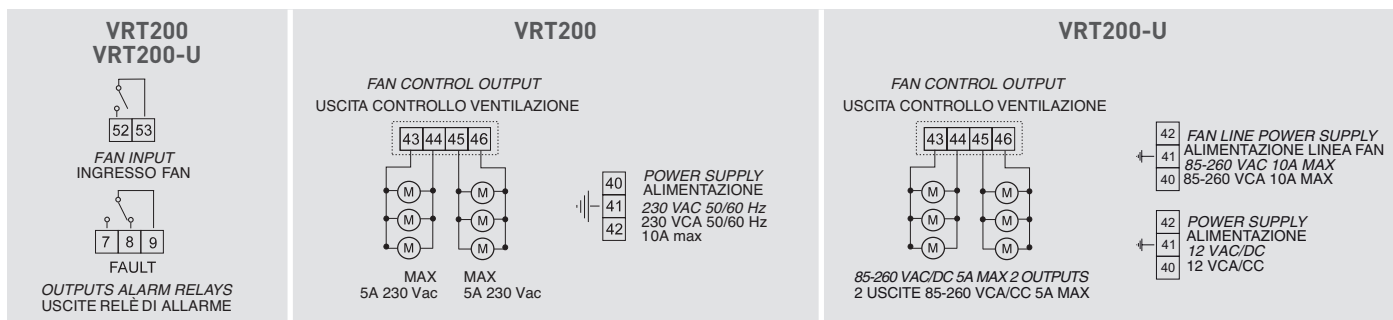 VRT200
VRT200-U
52 53
FAN INPUT
INGRESSO FAN
7 8 9
FAULT
OUTPUTS ALARM RELAYS
USCITE RELÈ DI ALLARME
VRT200
FAN CONTROL OUTPUT
USCITA CONTROLLO VENTILAZIONE
43 44 45 46
M M
M M
M M
MAX MAX
5A 230 Vac 5A 230 Vac
40
41
42
POWER SUPPLY
ALIMENTAZIONE
230 VAC 50/60 Hz
230 VCA 50/60 Hz
10A max
VRT200-U
FAN CONTROL OUTPUT
USCITA CONTROLLO VENTILAZIONE
43 44 45 46
M M
M M
M M
85-260 VAC/DC 5A MAX 2 OUTPUTS
2 USCITE 85-260 VCA/CC 5A MAX
42
41
40
FAN LINE POWER SUPPLY
ALIMENTAZIONE LINEA FAN
85-260 VAC 10A MAX
85-260 VCA 10A MAX
42
41
40
POWER SUPPLY
ALIMENTAZIONE
12 VAC/DC
12 VCA/CC